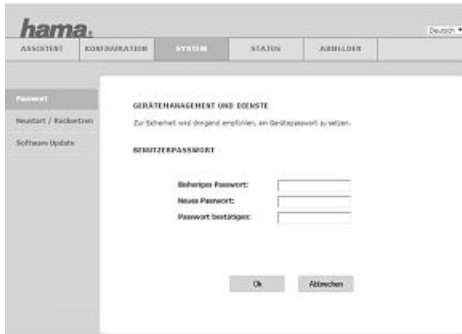 hama.
Deutsch
ASSISTENT KONFIGURATION SYSTEM STATUS ABMELDEN
Passwort
GERÄTEMANAGEMENT UND DIENSTE
Neustart / Rücksetzen
Zur Sicherheit wird dringend empfohlen, ein Gerätepasswort zu setzen.
Software Update
BENUTZERPASSWORT
Bisheriges Passwort:
Neues Passwort:
Passwort bestätigen:
Ok Abbrechen